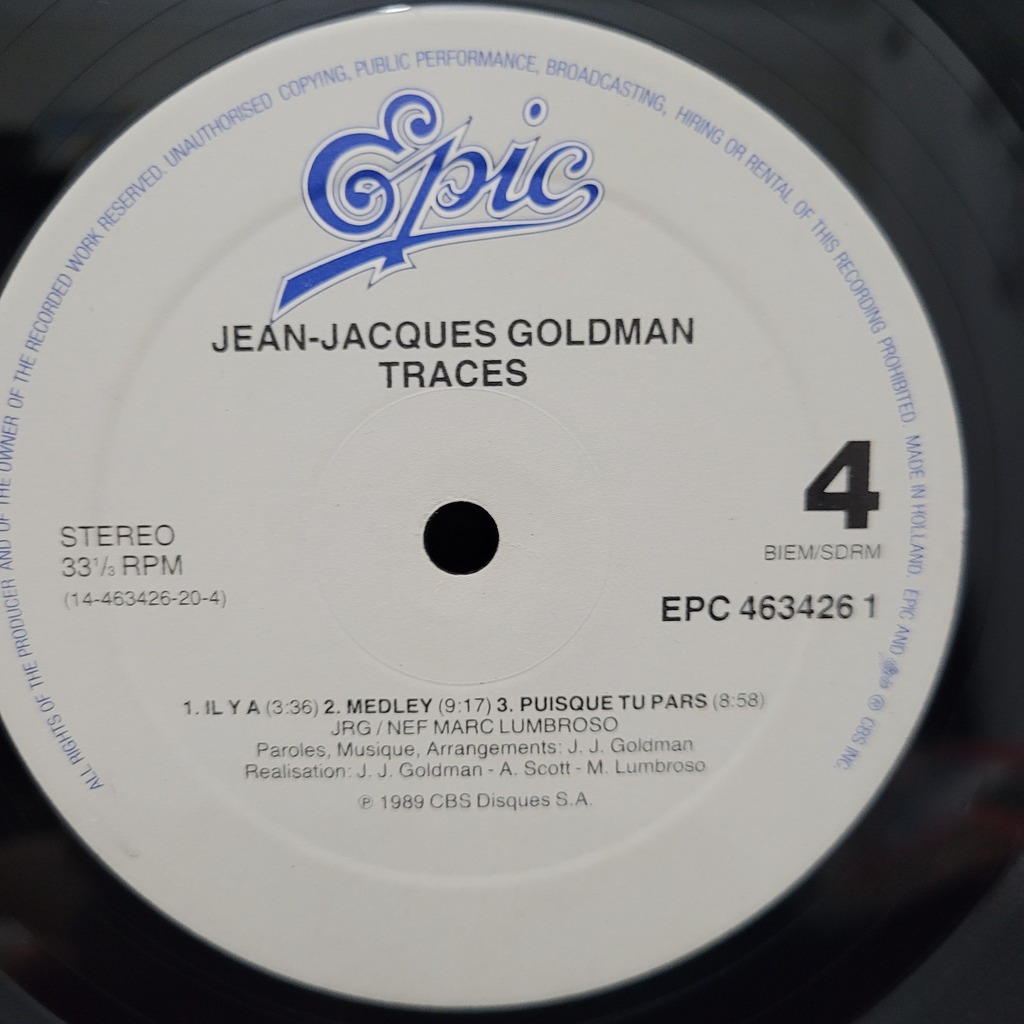 ALL RIGHTS OF THE PRODUCER AND OF THE OWNER OF THE RECORDED WORK RESERVED. UNAUTHORISED COPYING, PUBLIC PERFORMANCE, BROADCASTING, HIRING OR RENTAL OF THIS RECORDING PROHIBITED. MADE IN HOLLAND. EPIC AND Epic ℗ CBS INC.
Epic
JEAN-JACQUES GOLDMAN
TRACES
4
STEREO
BIEM/SDRM
33⅓ RPM
(14-463426-20-4)
EPC 463426 1
1. IL Y A (3:36) 2. MEDLEY (9:17) 3. PUISQUE TU PARS (8:58)
JRG / NEF MARC LUMBROSO
Paroles, Musique, Arrangements: J. J. Goldman
Realisation: J. J. Goldman - A. Scott - M. Lumbroso
℗ 1989 CBS Disques S.A.